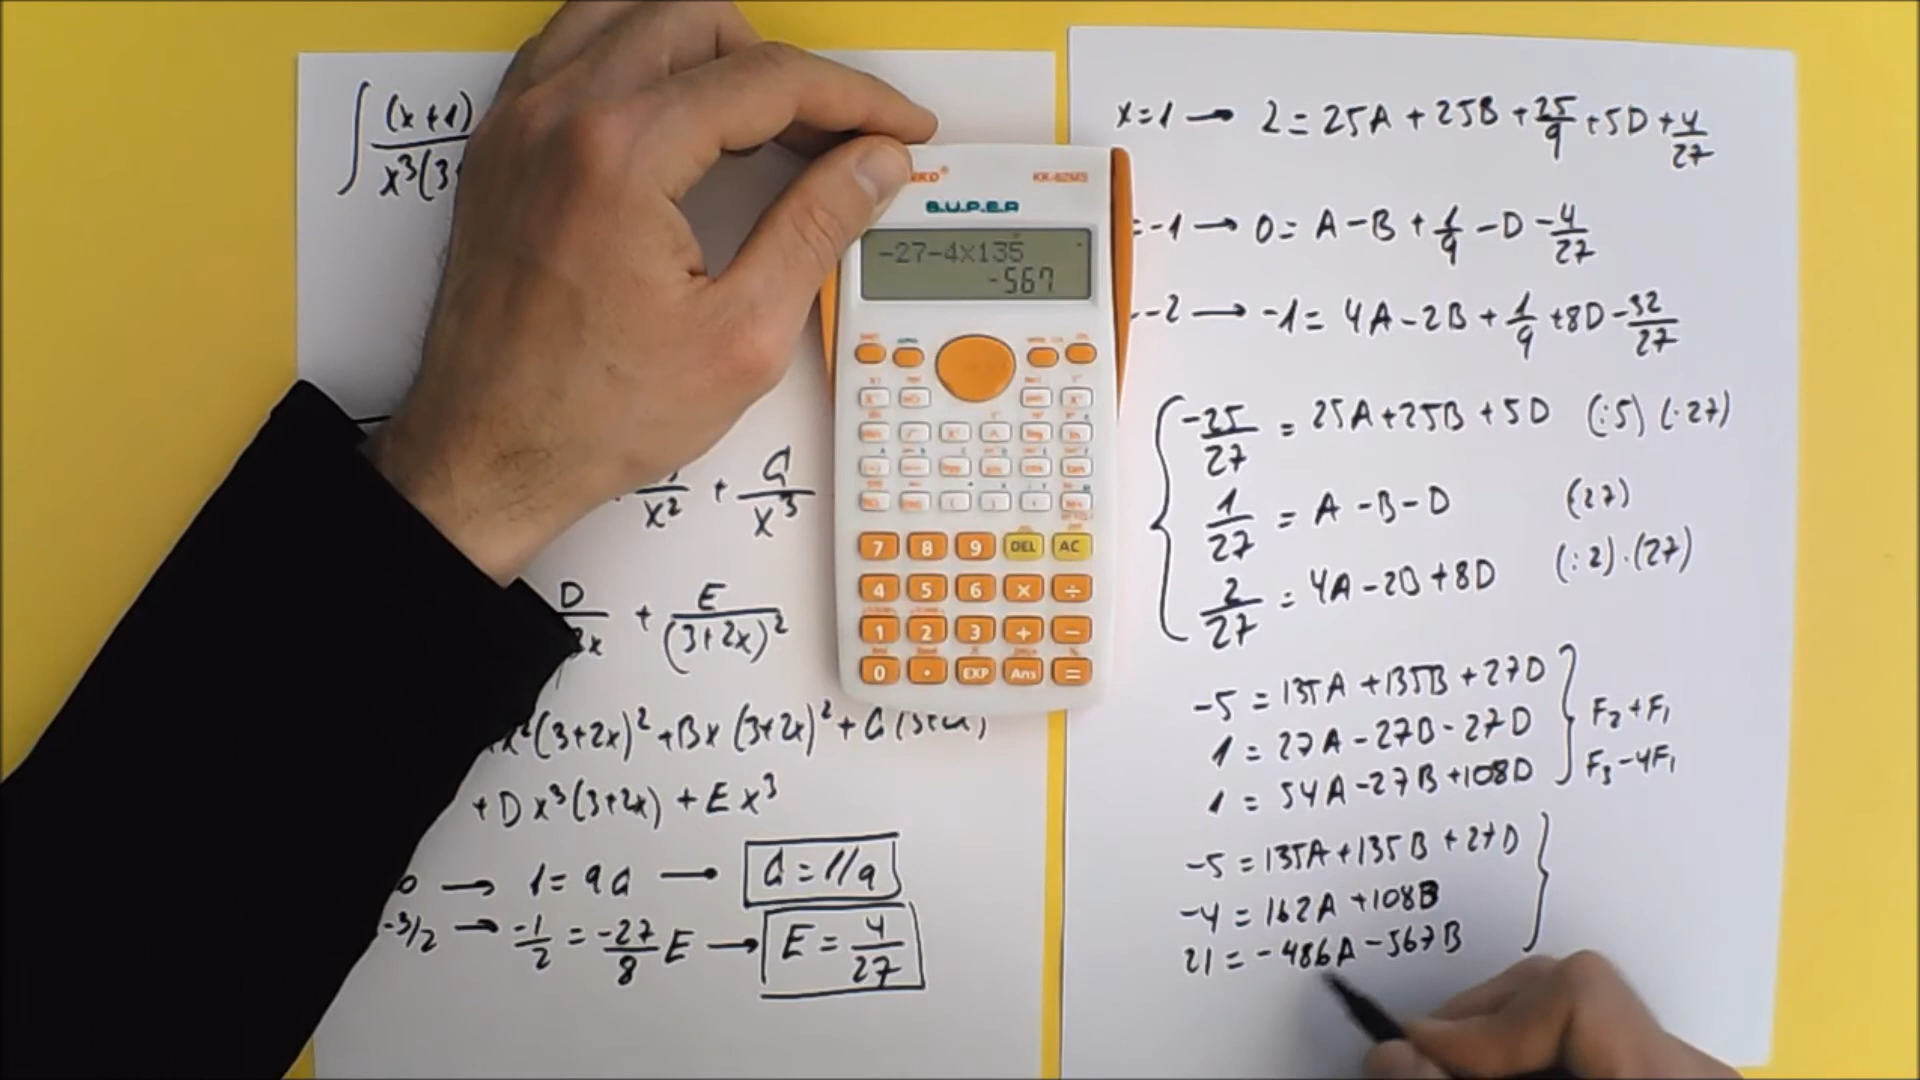 ∫ (x+1)
x³(3
x² + C/x³
D/3x + E/(3+2x)²
x²(3+2x)² + Bx(3+2x)² + C(3+2x)
+ Dx³(3+2x) + Ex³
0 → 1 = 9C → C = 1/9
-3/2 → -1/2 = -27/8 E → E = 4/27
KK-82MS
S.U.P.E.R
-27-4×135
-567
7 8 9 DEL AC
4 5 6 × ÷
1 2 3 + −
0 . EXP Ans =
x=1 → 2 = 25A + 25B + 25/9 + 5D + 4/27
=-1 → 0 = A - B + 1/9 - D - 4/27
-2 → -1 = 4A - 2B + 1/9 + 8D - 32/27
-25/27 = 25A + 25B + 5D (:5) (·27)
1/27 = A - B - D (27)
2/27 = 4A - 2B + 8D (:2)·(27)
-5 = 135A + 135B + 27D
1 = 27A - 27B - 27D F₂+F₁
1 = 54A - 27B + 108D F₃-4F₁
-5 = 135A + 135B + 27D
-4 = 162A + 108B
21 = -486A - 567B